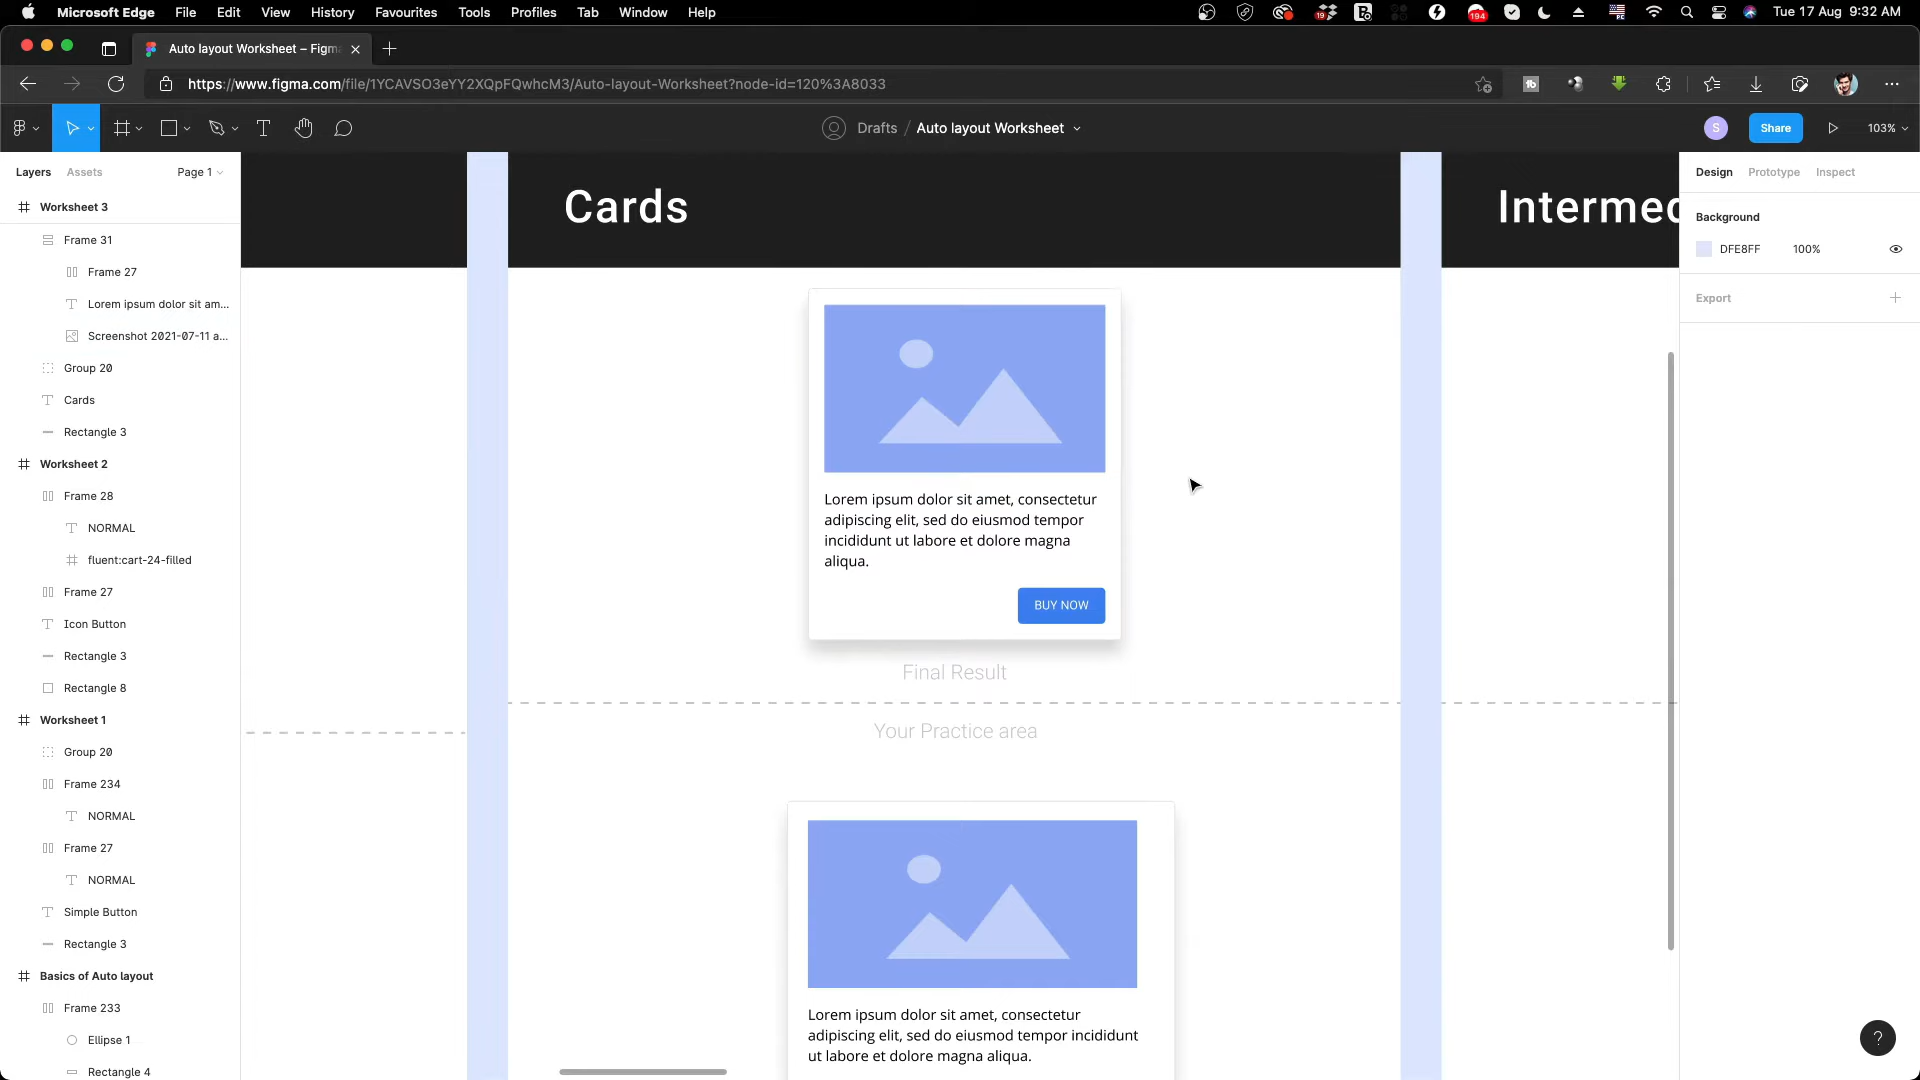 Microsoft Edge File Edit View History Favourites Tools Profiles Tab Window Help
19
194
Tue 17 Aug 9:32 AM
Auto layout Worksheet – Figma
https://www.figma.com/file/1YCAVSO3eYY2XQpFQwhcM3/Auto-layout-Worksheet?node-id=120%3A8033
Drafts / Auto layout Worksheet
S
Share
103%
Layers Assets Page 1
Worksheet 3
Frame 31
Frame 27
Lorem ipsum dolor sit am...
Screenshot 2021-07-11 a...
Group 20
Cards
Rectangle 3
Worksheet 2
Frame 28
NORMAL
fluent:cart-24-filled
Frame 27
Icon Button
Rectangle 3
Rectangle 8
Worksheet 1
Group 20
Frame 234
NORMAL
Frame 27
NORMAL
Simple Button
Rectangle 3
Basics of Auto layout
Frame 233
Ellipse 1
Rectangle 4
Cards
Intermed
Lorem ipsum dolor sit amet, consectetur
adipiscing elit, sed do eiusmod tempor
incididunt ut labore et dolore magna
aliqua.
BUY NOW
Final Result
Your Practice area
Lorem ipsum dolor sit amet, consectetur
adipiscing elit, sed do eiusmod tempor incididunt
ut labore et dolore magna aliqua.
Design Prototype Inspect
Background
DFE8FF 100%
Export
?